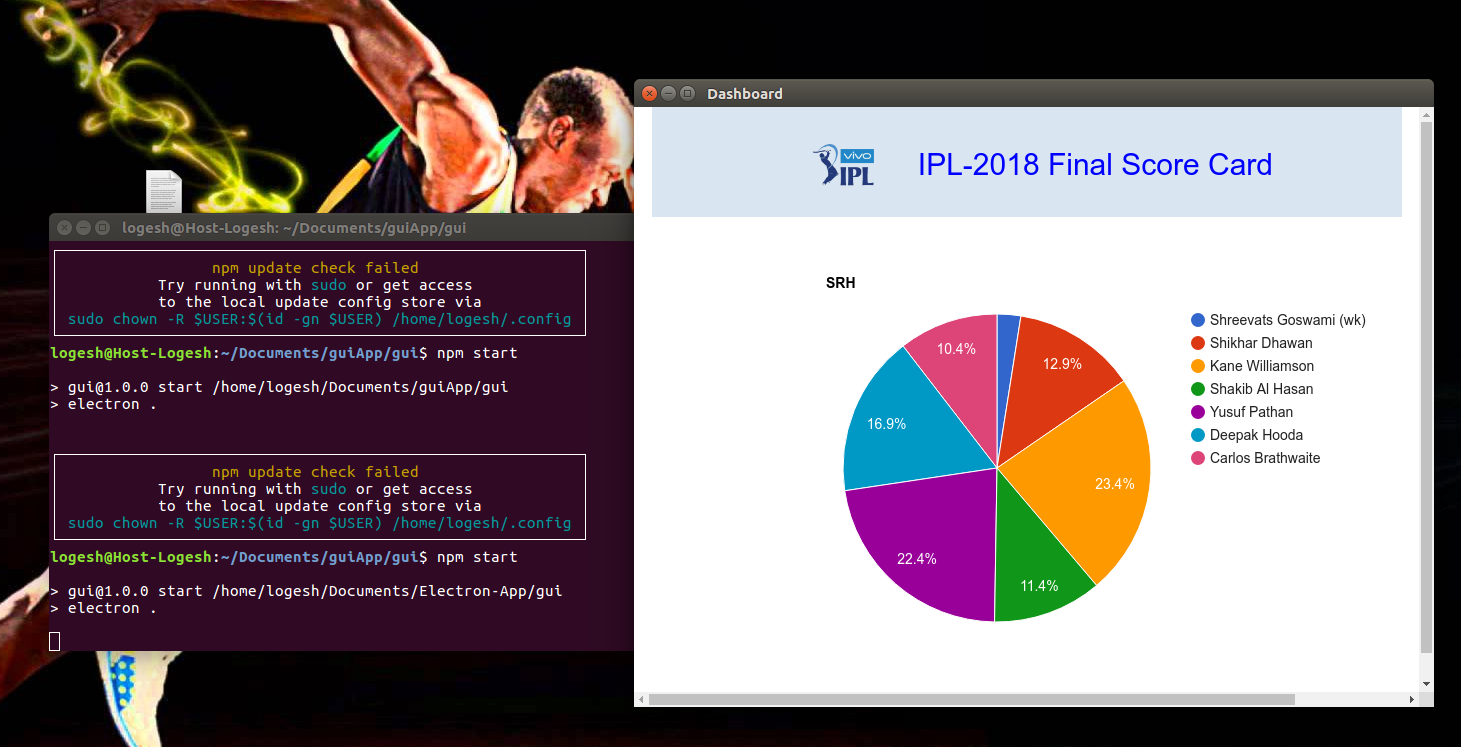 logesh@Host-Logesh: ~/Documents/guiApp/gui
npm update check failed
Try running with sudo or get access
to the local update config store via
sudo chown -R $USER:$(id -gn $USER) /home/logesh/.config
logesh@Host-Logesh:~/Documents/guiApp/gui$ npm start
> gui@1.0.0 start /home/logesh/Documents/guiApp/gui
> electron .
npm update check failed
Try running with sudo or get access
to the local update config store via
sudo chown -R $USER:$(id -gn $USER) /home/logesh/.config
logesh@Host-Logesh:~/Documents/guiApp/gui$ npm start
> gui@1.0.0 start /home/logesh/Documents/Electron-App/gui
> electron .
Dashboard
vivo
IPL
IPL-2018 Final Score Card
SRH
12.9%
23.4%
11.4%
22.4%
16.9%
10.4%
Shreevats Goswami (wk)
Shikhar Dhawan
Kane Williamson
Shakib Al Hasan
Yusuf Pathan
Deepak Hooda
Carlos Brathwaite